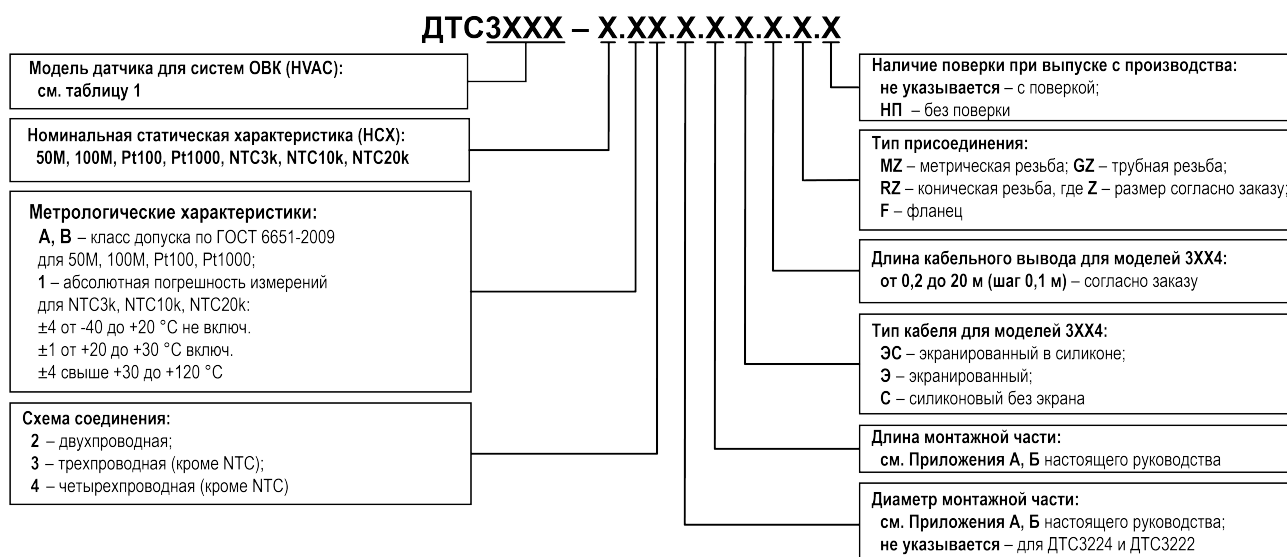 ДТС3ХХХ – Х.ХХ.Х.Х.Х.Х.Х.Х
Модель датчика для систем ОВК (HVAC):
см. таблицу 1
Номинальная статическая характеристика (НСХ):
50М, 100М, Pt100, Pt1000, NTC3k, NTC10k, NTC20k
Метрологические характеристики:
А, В – класс допуска по ГОСТ 6651-2009
для 50М, 100М, Pt100, Pt1000;
1 – абсолютная погрешность измерений
для NTC3k, NTC10k, NTC20k:
±4 от -40 до +20 °С не включ.
±1 от +20 до +30 °С включ.
±4 свыше +30 до +120 °С
Схема соединения:
2 – двухпроводная;
3 – трехпроводная (кроме NTC);
4 – четырехпроводная (кроме NTC)
Наличие поверки при выпуске с производства:
не указывается – с поверкой;
НП – без поверки
Тип присоединения:
MZ – метрическая резьба; GZ – трубная резьба;
RZ – коническая резьба, где Z – размер согласно заказу;
F – фланец
Длина кабельного вывода для моделей 3ХХ4:
от 0,2 до 20 м (шаг 0,1 м) – согласно заказу
Тип кабеля для моделей 3ХХ4:
ЭС – экранированный в силиконе;
Э – экранированный;
С – силиконовый без экрана
Длина монтажной части:
см. Приложения А, Б настоящего руководства
Диаметр монтажной части:
см. Приложения А, Б настоящего руководства;
не указывается – для ДТС3224 и ДТС3222